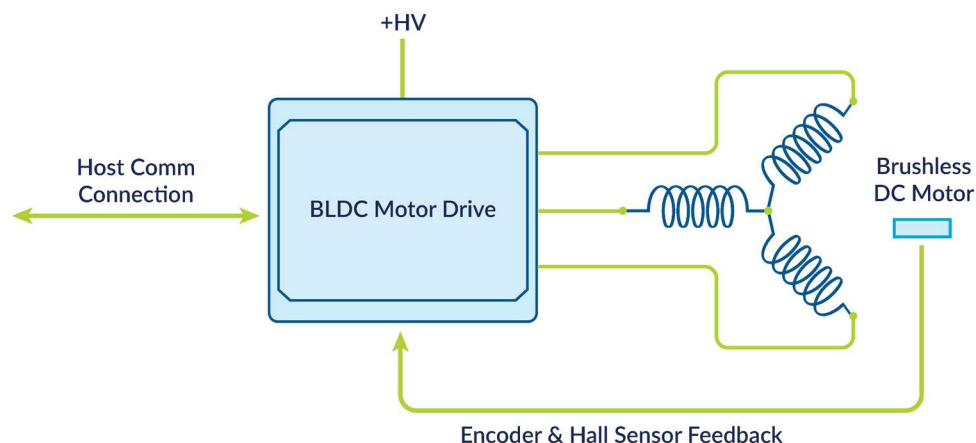 +HV
Host Comm
Connection
BLDC Motor Drive
Brushless
DC Motor
Encoder & Hall Sensor Feedback